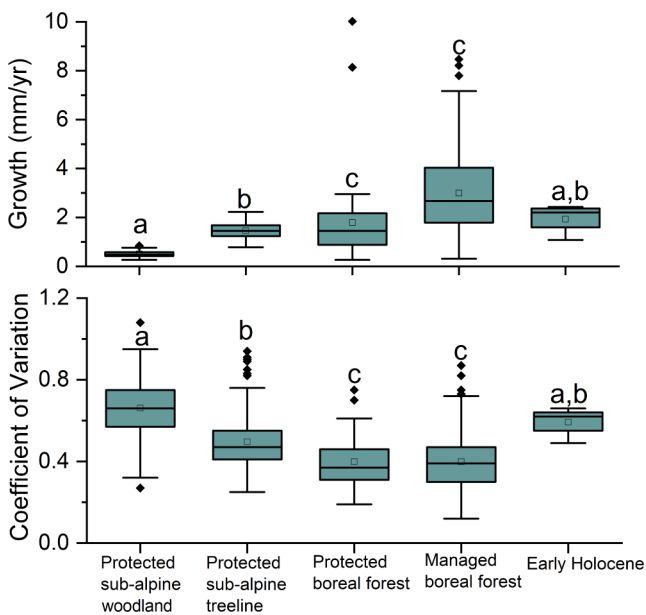 10
8
6
4
2
0
Growth (mm/yr)
a
b
c
c
a,b
1.2
0.8
0.4
0.0
Coefficient of Variation
a
b
c
c
a,b
Protected
sub-alpine
woodland
Protected
sub-alpine
treeline
Protected
boreal forest
Managed
boreal forest
Early Holocene